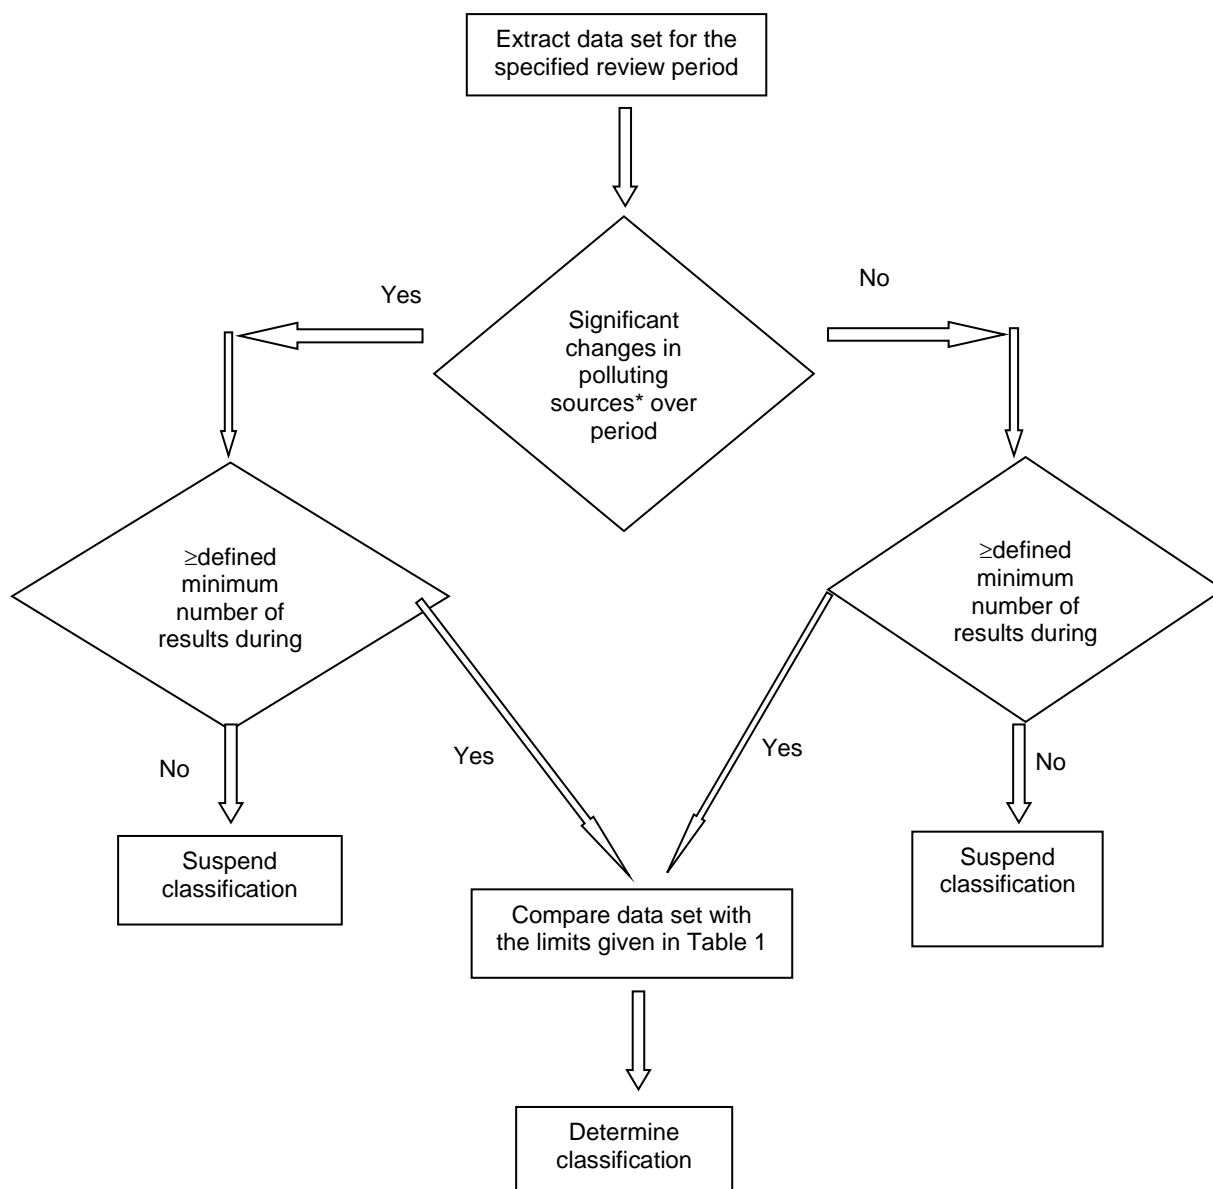 Extract data set for the
specified review period
No
Yes
Significant
changes in
polluting
sources* over
period
≥defined
minimum
number of
results during
≥defined
minimum
number of
results during
Yes
Yes
No
No
Suspend
classification
Suspend
classification
Compare data set with
the limits given in Table 1
Determine
classification